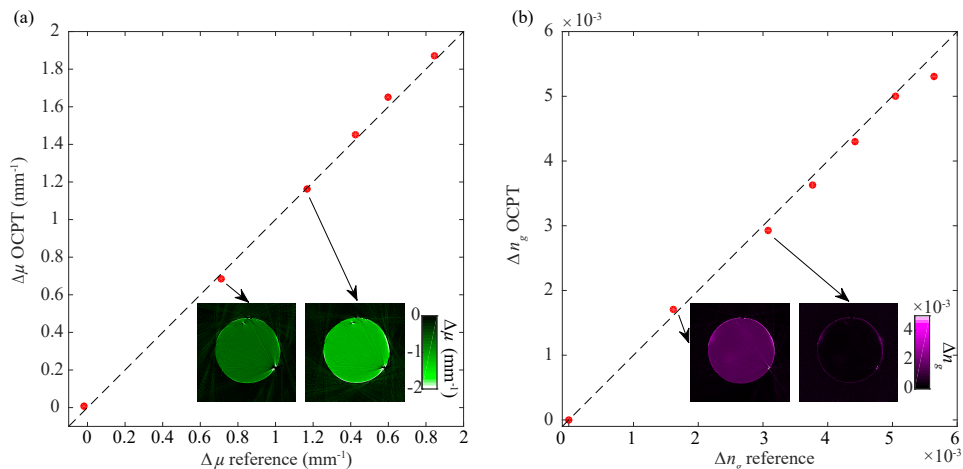 (a)
2
1.8
1.6
1.4
1.2
1
0.8
0.6
0.4
0.2
0
Δμ OCPT (mm⁻¹)
0
-1
-2
Δμ (mm⁻¹)
0 0.2 0.4 0.6 0.8 1 1.2 0.4 0.6 0.8 2
Δμ reference (mm⁻¹)
(b)
×10⁻³
6
5
4
3
2
1
0
Δn_g OCPT
×10⁻³
4
2
0
Δn_g
0 1 2 3 4 5 6
Δn_g reference
×10⁻³